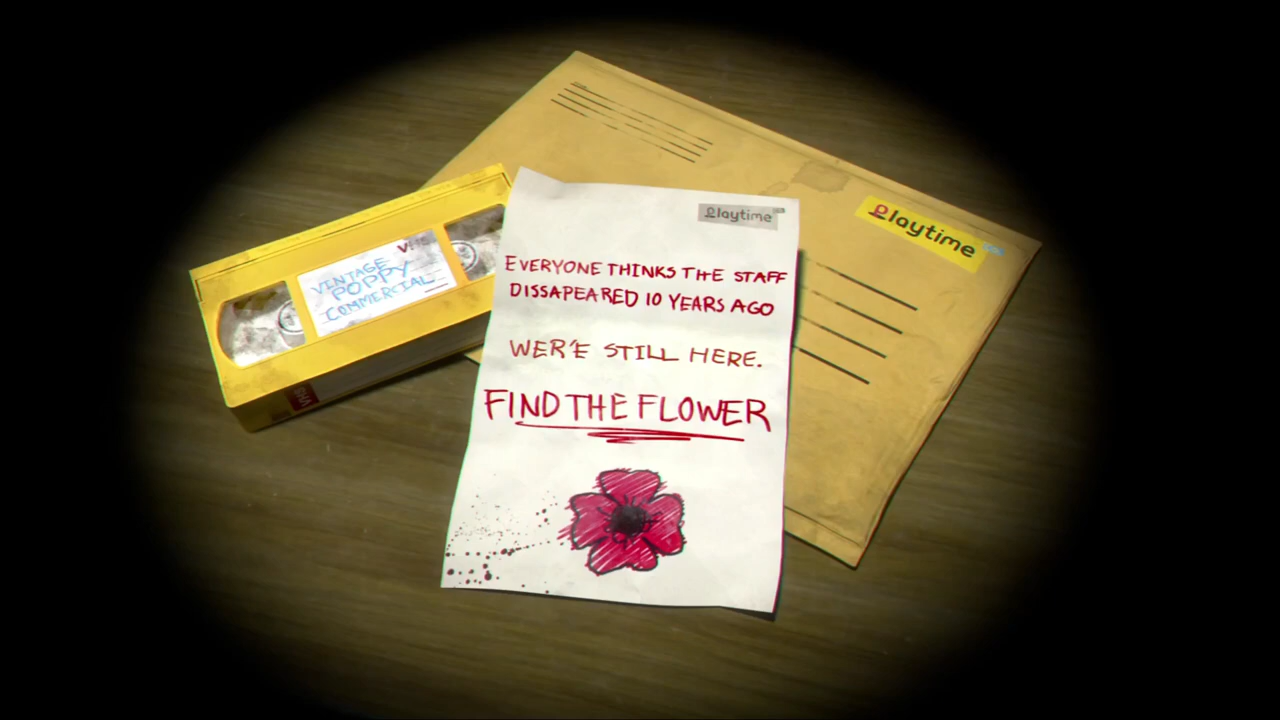 Playtime
EVERYONE THINKS THE STAFF
DISSAPEARED 10 YEARS AGO
WER'E STILL HERE.
FIND THE FLOWER
VINTAGE
POPPY
COMMERCIAL
VHS
Playtime